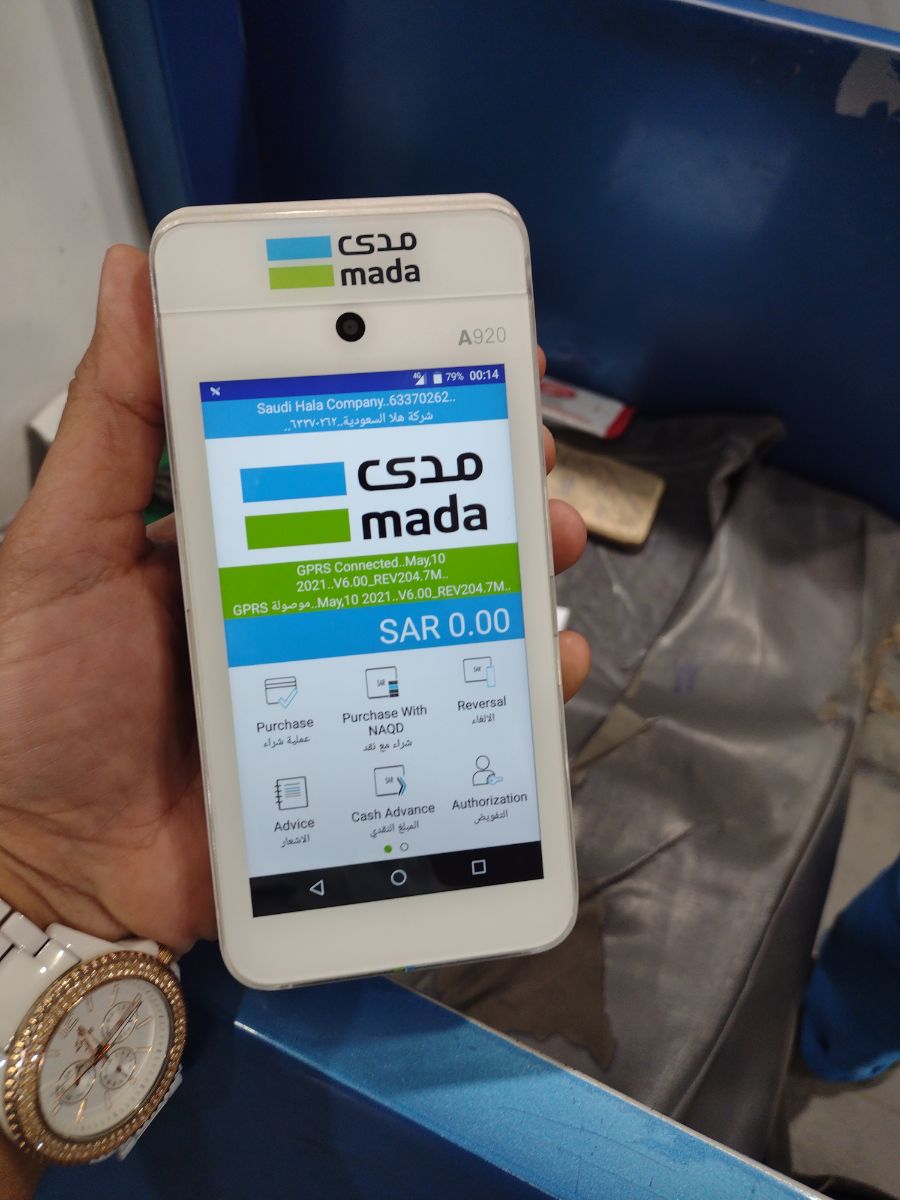 مدى
mada
A920
4G 79% 00:14
Saudi Hala Company..63370262..
شركة هلا السعودية..٦٣٣٧٠٢٦٢..
مدى
mada
GPRS Connected..May,10
2021..V6.00_REV204.7M..
GPRS موصولة..May,10 2021..V6.00_REV204.7M..
SAR 0.00
Purchase
عملية شراء
Purchase With
NAQD
شراء مع نقد
Reversal
الالغاء
Advice
الاشعار
Cash Advance
المبلغ النقدي
Authorization
التفويض